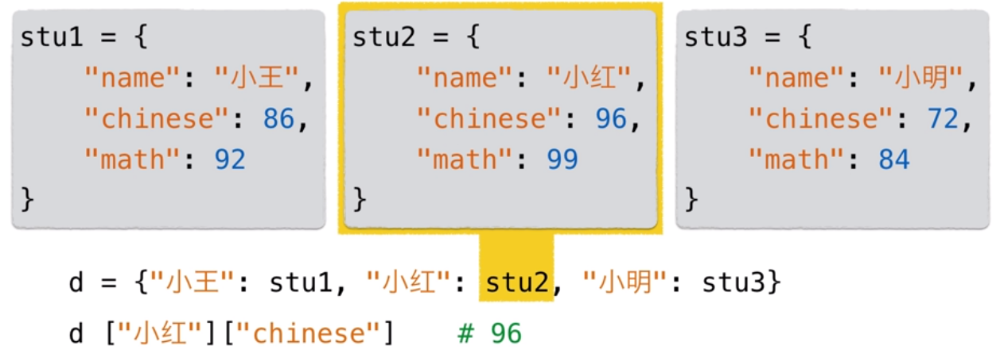 stu1 = {
"name": "小王",
"chinese": 86,
"math": 92
}
stu2 = {
"name": "小红",
"chinese": 96,
"math": 99
}
stu3 = {
"name": "小明",
"chinese": 72,
"math": 84
}
d = {"小王": stu1, "小红": stu2, "小明": stu3}
d ["小红"]["chinese"] # 96